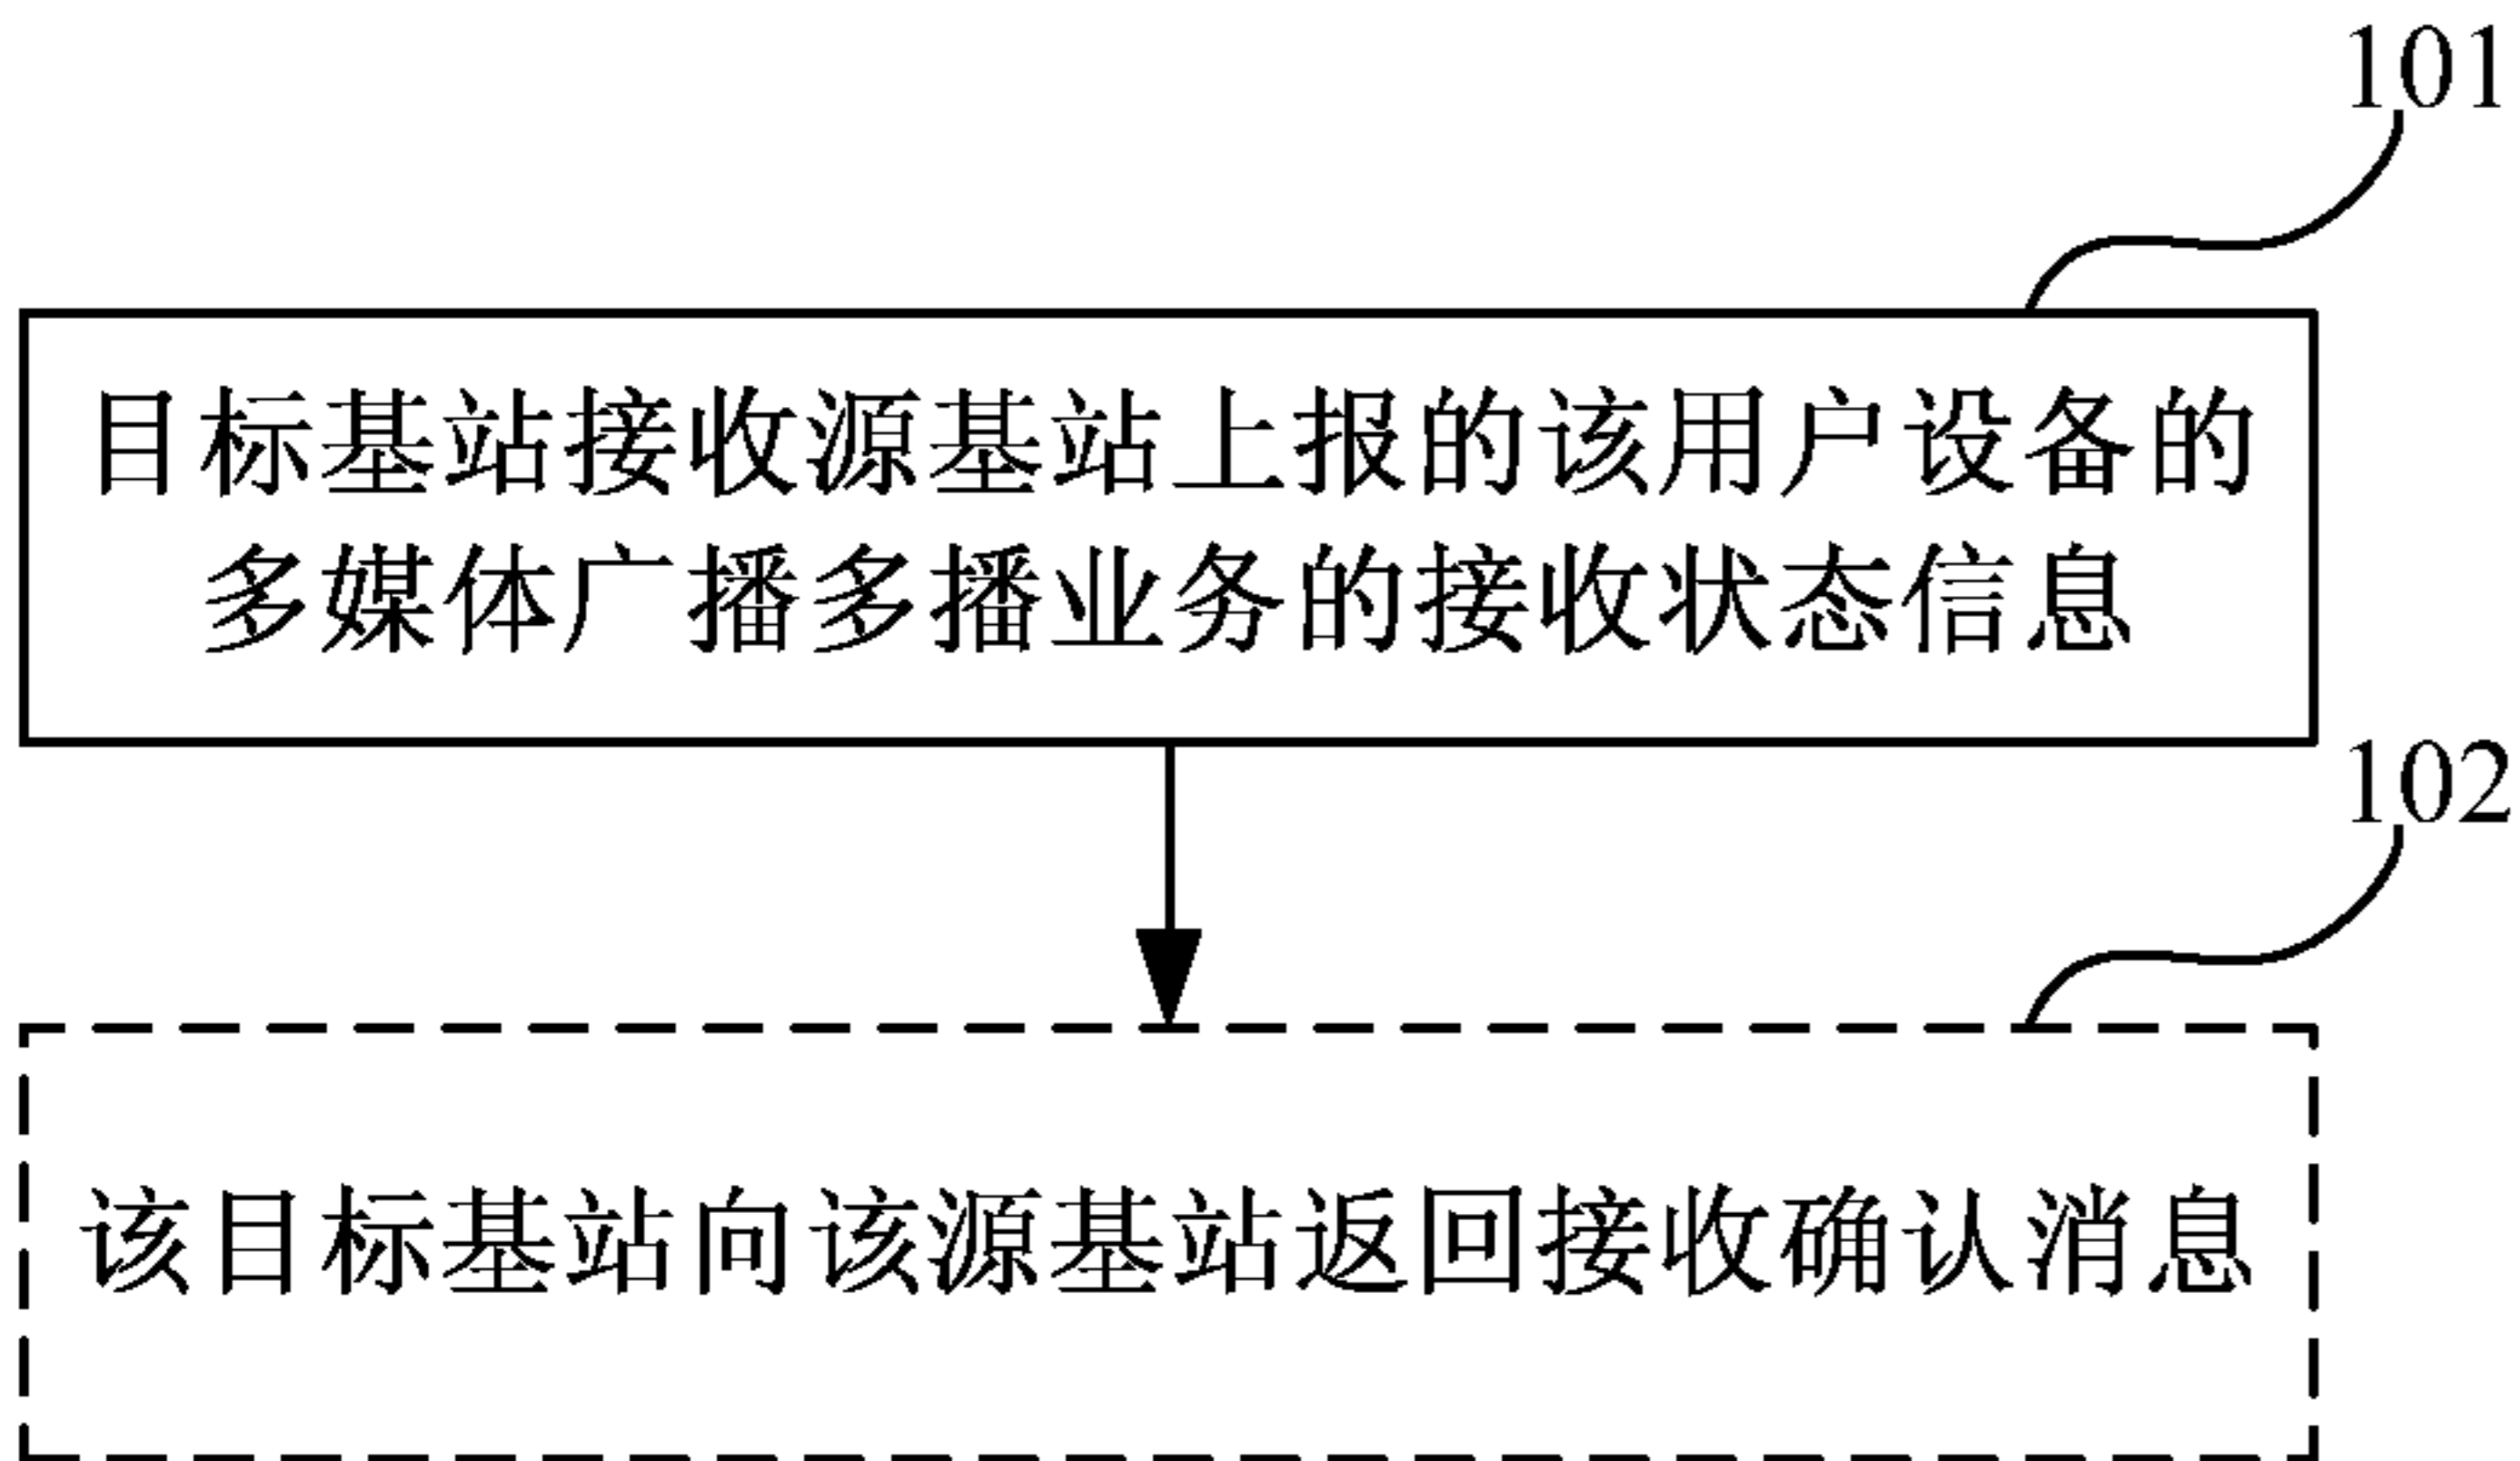 101
目标基站接收源基站上报的该用户设备的
多媒体广播多播业务的接收状态信息
102
该目标基站向该源基站返回接收确认消息